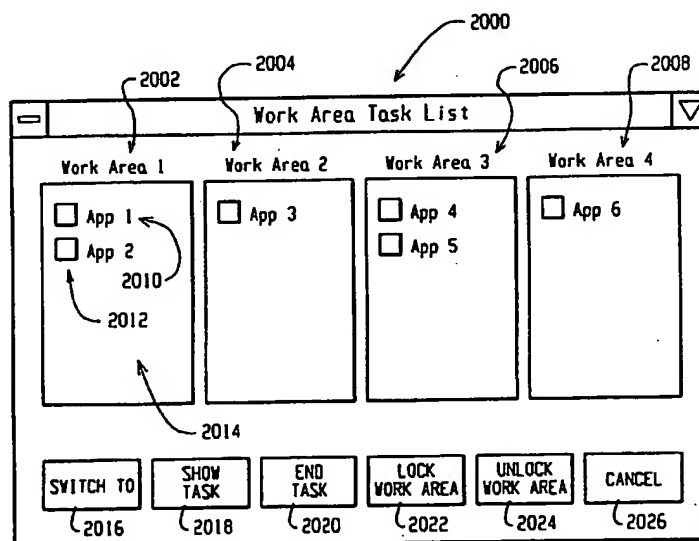 2000
2002
2004
2006
2008
Work Area Task List
Work Area 1
Work Area 2
Work Area 3
Work Area 4
App 1
App 2
2010
2012
2014
App 3
App 4
App 5
App 6
SWITCH TO
SHOW
TASK
END
TASK
LOCK
WORK AREA
UNLOCK
WORK AREA
CANCEL
2016
2018
2020
2022
2024
2026